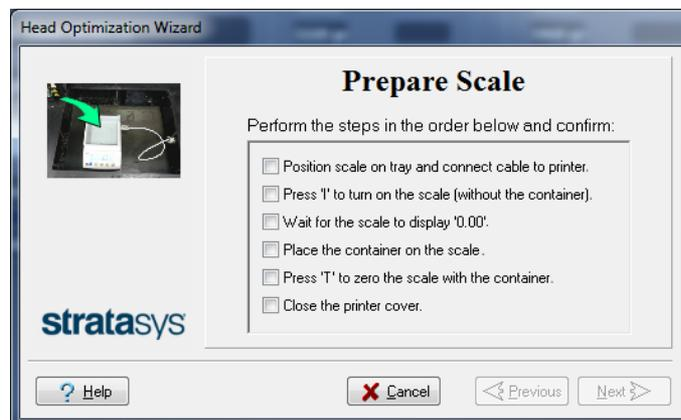 Head Optimization Wizard
Prepare Scale
Perform the steps in the order below and confirm:
Position scale on tray and connect cable to printer.
Press 'I' to turn on the scale (without the container).
Wait for the scale to display '0.00'.
Place the container on the scale.
Press 'T' to zero the scale with the container.
Close the printer cover.
stratasys
? Help
Cancel
Previous
Next